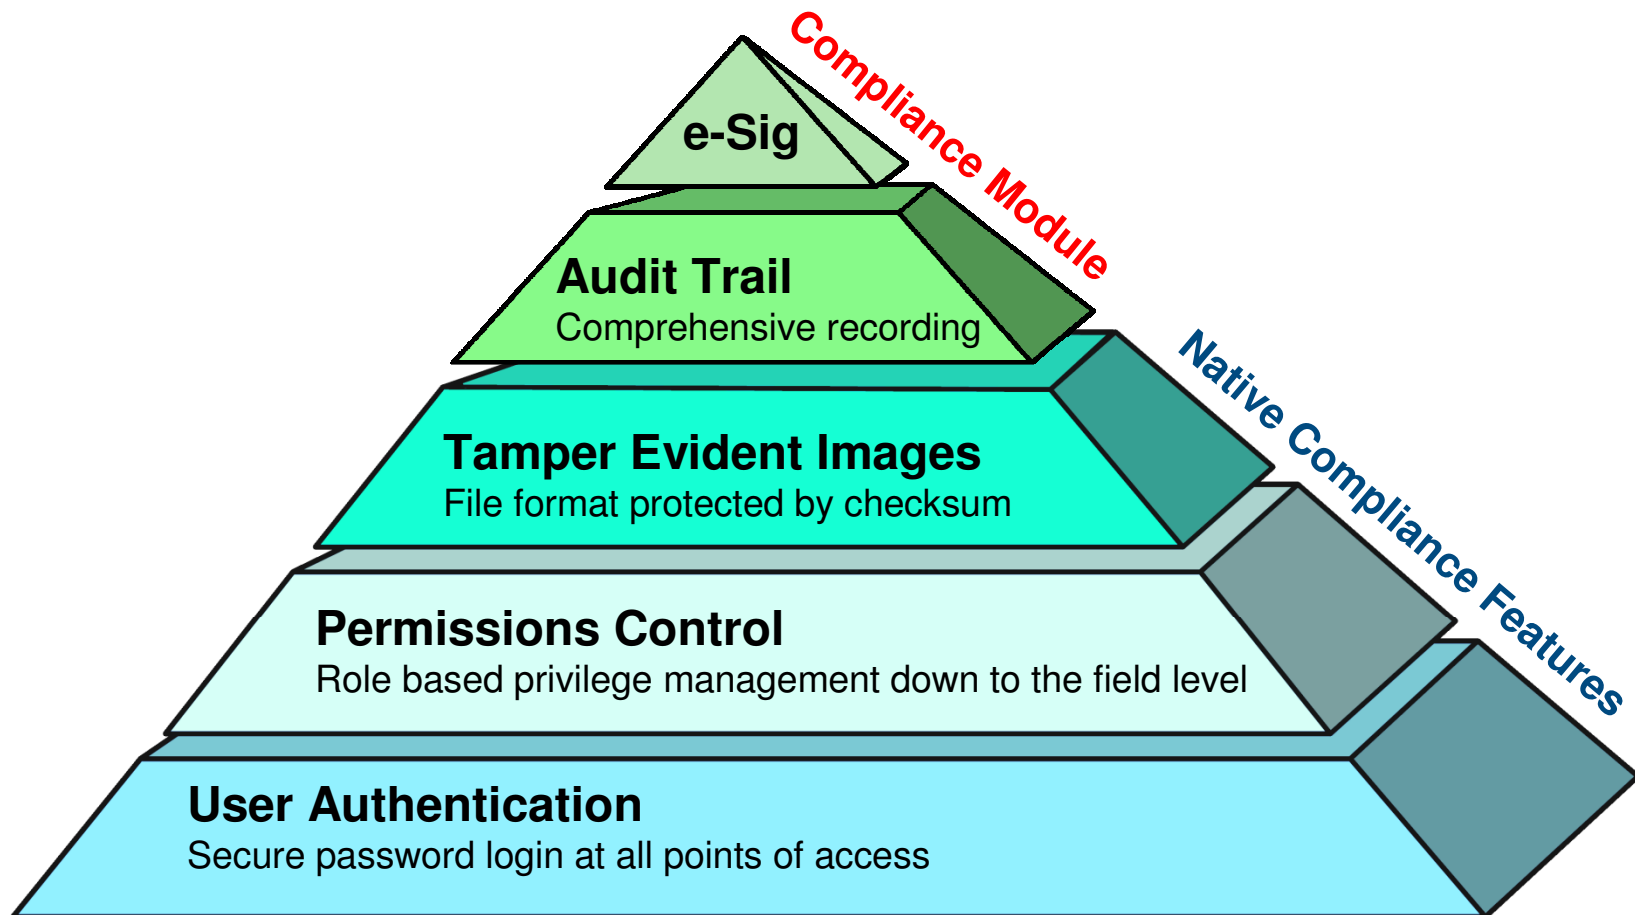 Compliance Module
e-Sig
Audit Trail
Comprehensive recording
Native Compliance Features
Tamper Evident Images
File format protected by checksum
Permissions Control
Role based privilege management down to the field level
User Authentication
Secure password login at all points of access